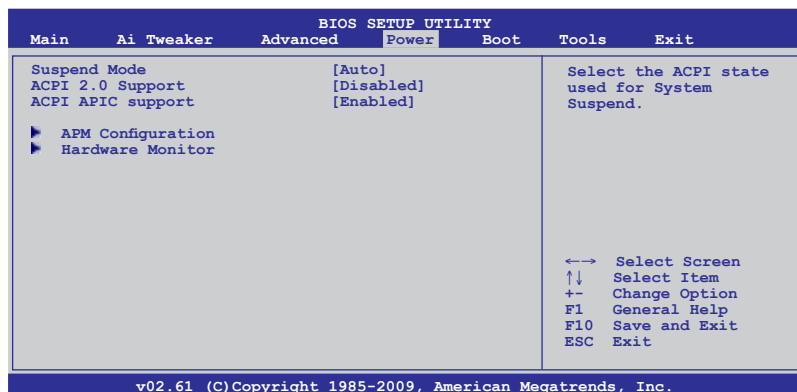 BIOS SETUP UTILITY
Main Ai Tweaker Advanced Power Boot Tools Exit
Suspend Mode [Auto]
ACPI 2.0 Support [Disabled]
ACPI APIC support [Enabled]
APM Configuration
Hardware Monitor
Select the ACPI state
used for System
Suspend.
←→ Select Screen
↑↓ Select Item
+- Change Option
F1 General Help
F10 Save and Exit
ESC Exit
v02.61 (C)Copyright 1985-2009, American Megatrends, Inc.